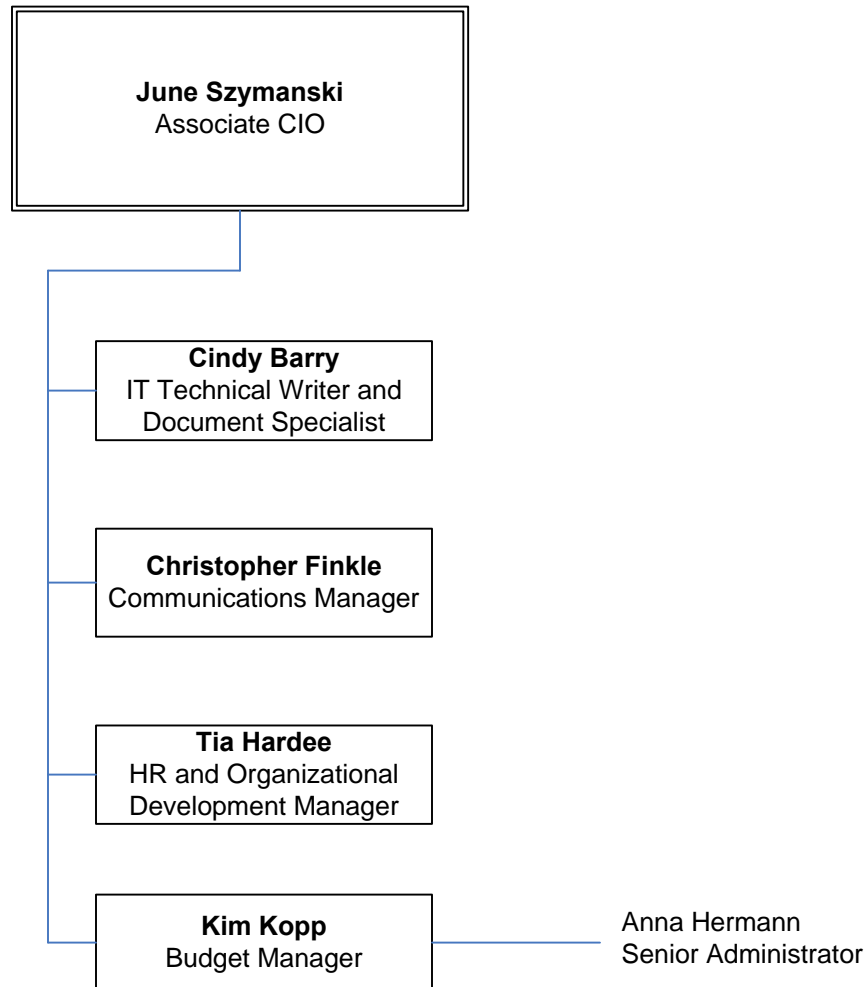 June Szymanski
Associate CIO
Cindy Barry
IT Technical Writer and
Document Specialist
Christopher Finkle
Communications Manager
Tia Hardee
HR and Organizational
Development Manager
Kim Kopp
Budget Manager
Anna Hermann
Senior Administrator